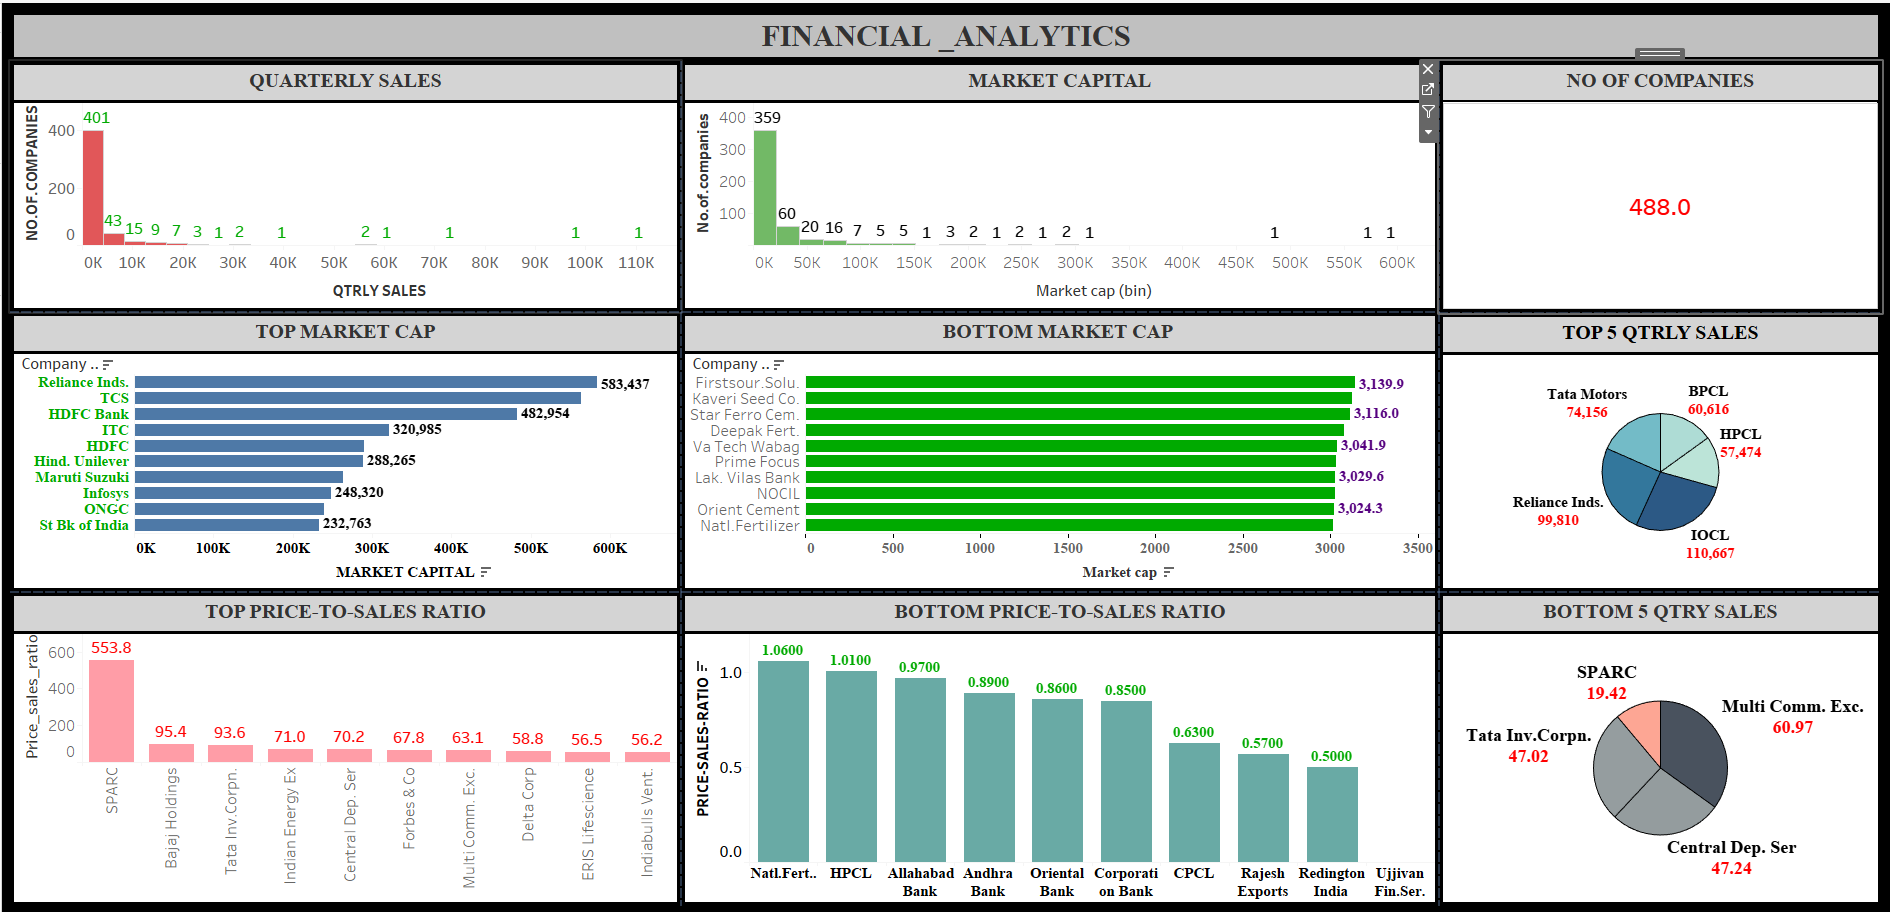 FINANCIAL _ANALYTICS
QUARTERLY SALES
NO.OF.COMPANIES
400
200
0
401
43
15
9
7
3
1
2
1
2
1
1
1
1
0K 10K 20K 30K 40K 50K 60K 70K 80K 90K 100K 110K
QTRLY SALES
MARKET CAPITAL
No.of.companies
400
300
200
100
359
60
20
16
7
5
5
1
3
2
1
2
1
2
1
1
1
1
0K 50K 100K 150K 200K 250K 300K 350K 400K 450K 500K 550K 600K
Market cap (bin)
NO OF COMPANIES
488.0
TOP MARKET CAP
Company ..
Reliance Inds. 583,437
TCS
HDFC Bank 482,954
ITC 320,985
HDFC
Hind. Unilever 288,265
Maruti Suzuki
Infosys 248,320
ONGC
St Bk of India 232,763
0K 100K 200K 300K 400K 500K 600K
MARKET CAPITAL
BOTTOM MARKET CAP
Company ..
Firstsour.Solu. 3,139.9
Kaveri Seed Co.
Star Ferro Cem. 3,116.0
Deepak Fert.
Va Tech Wabag 3,041.9
Prime Focus
Lak. Vilas Bank 3,029.6
NOCIL
Orient Cement 3,024.3
Natl.Fertilizer
0 500 1000 1500 2000 2500 3000 3500
Market cap
TOP 5 QTRLY SALES
Tata Motors
74,156
BPCL
60,616
HPCL
57,474
Reliance Inds.
99,810
IOCL
110,667
TOP PRICE-TO-SALES RATIO
Price_sales_ratio
600
400
200
0
553.8
95.4
93.6
71.0
70.2
67.8
63.1
58.8
56.5
56.2
SPARC
Bajaj Holdings
Tata Inv.Corpn.
Indian Energy Ex
Central Dep. Ser
Forbes & Co
Multi Comm. Exc.
Delta Corp
ERIS Lifescience
Indiabulls Vent.
BOTTOM PRICE-TO-SALES RATIO
PRICE-SALES-RATIO
1.0
0.5
0.0
1.0600
1.0100
0.9700
0.8900
0.8600
0.8500
0.6300
0.5700
0.5000
Natl.Fert..
HPCL
Allahabad
Bank
Andhra
Bank
Oriental
Bank
Corporati
on Bank
CPCL
Rajesh
Exports
Redington
India
Ujjivan
Fin.Ser.
BOTTOM 5 QTRY SALES
SPARC
19.42
Multi Comm. Exc.
60.97
Tata Inv.Corpn.
47.02
Central Dep. Ser
47.24